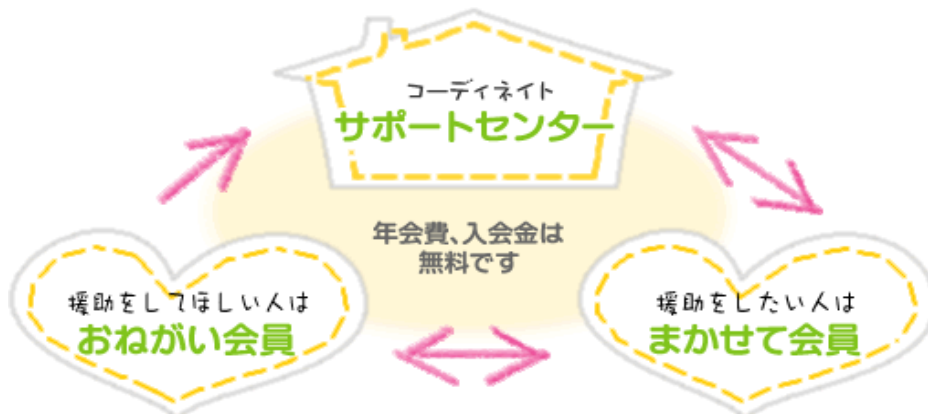 コーディネイト
サポートセンター
年会費、入会金は
無料です
援助をしてほしい人は
おねがい会員
援助をしたい人は
まかせて会員